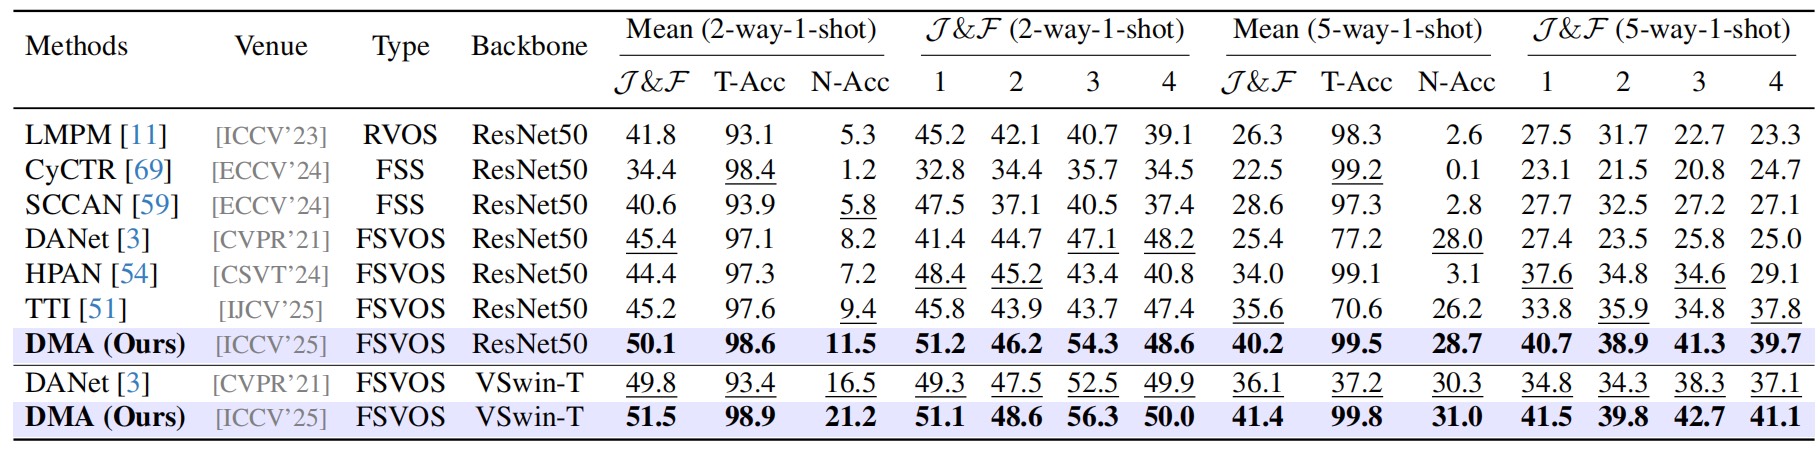 Methods Venue Type Backbone Mean (2-way-1-shot) J&F (2-way-1-shot) Mean (5-way-1-shot) J&F (5-way-1-shot)
J&F T-Acc N-Acc 1 2 3 4 J&F T-Acc N-Acc 1 2 3 4
LMPM [11] [ICCV'23] RVOS ResNet50 41.8 93.1 5.3 45.2 42.1 40.7 39.1 26.3 98.3 2.6 27.5 31.7 22.7 23.3
CyCTR [69] [ECCV'24] FSS ResNet50 34.4 98.4 1.2 32.8 34.4 35.7 34.5 22.5 99.2 0.1 23.1 21.5 20.8 24.7
SCCAN [59] [ECCV'24] FSS ResNet50 40.6 93.9 5.8 47.5 37.1 40.5 37.4 28.6 97.3 2.8 27.7 32.5 27.2 27.1
DANet [3] [CVPR'21] FSVOS ResNet50 45.4 97.1 8.2 41.4 44.7 47.1 48.2 25.4 77.2 28.0 27.4 23.5 25.8 25.0
HPAN [54] [CSVT'24] FSVOS ResNet50 44.4 97.3 7.2 48.4 45.2 43.4 40.8 34.0 99.1 3.1 37.6 34.8 34.6 29.1
TTI [51] [IJCV'25] FSVOS ResNet50 45.2 97.6 9.4 45.8 43.9 43.7 47.4 35.6 70.6 26.2 33.8 35.9 34.8 37.8
DMA (Ours) [ICCV'25] FSVOS ResNet50 50.1 98.6 11.5 51.2 46.2 54.3 48.6 40.2 99.5 28.7 40.7 38.9 41.3 39.7
DANet [3] [CVPR'21] FSVOS VSwin-T 49.8 93.4 16.5 49.3 47.5 52.5 49.9 36.1 37.2 30.3 34.8 34.3 38.3 37.1
DMA (Ours) [ICCV'25] FSVOS VSwin-T 51.5 98.9 21.2 51.1 48.6 56.3 50.0 41.4 99.8 31.0 41.5 39.8 42.7 41.1